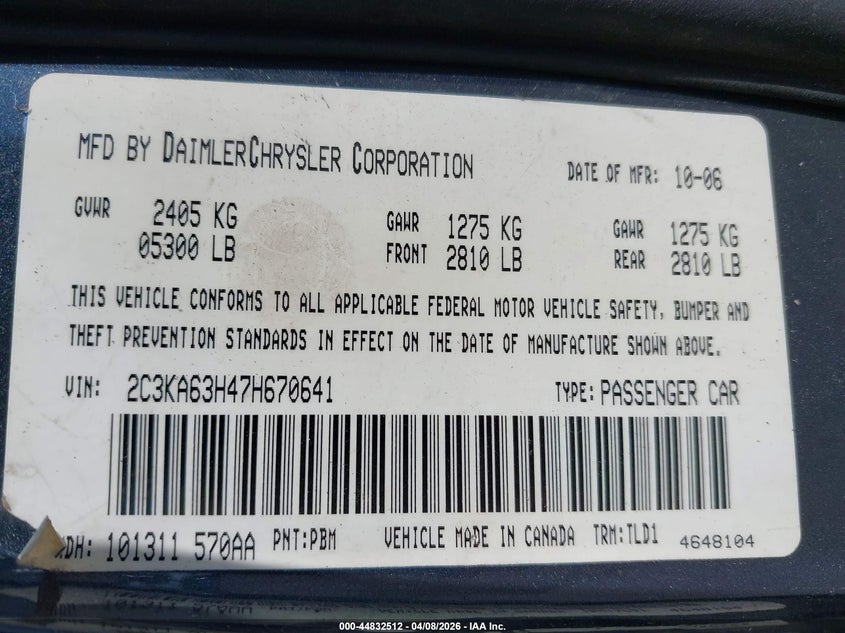 MFD BY DAIMLERCHRYSLER CORPORATION DATE OF MFR: 10-06
GVWR 2405 KG GAWR 1275 KG GAWR 1275 KG
05300 LB FRONT 2810 LB REAR 2810 LB
THIS VEHICLE CONFORMS TO ALL APPLICABLE FEDERAL MOTOR VEHICLE SAFETY, BUMPER AND
THEFT PREVENTION STANDARDS IN EFFECT ON THE DATE OF MANUFACTURE SHOWN ABOVE.
VIN: 2C3KA63H47H670641 TYPE: PASSENGER CAR
DH: 101311 570AA PNT:PBM VEHICLE MADE IN CANADA TRM:TLD1 4648104
000-44832512 - 04/08/2026 - IAA Inc.